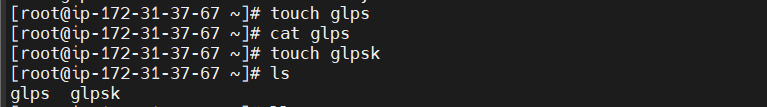 [root@ip-172-31-37-67 ~]# touch glps
[root@ip-172-31-37-67 ~]# cat glps
[root@ip-172-31-37-67 ~]# touch glpsk
[root@ip-172-31-37-67 ~]# ls
glps  glpsk